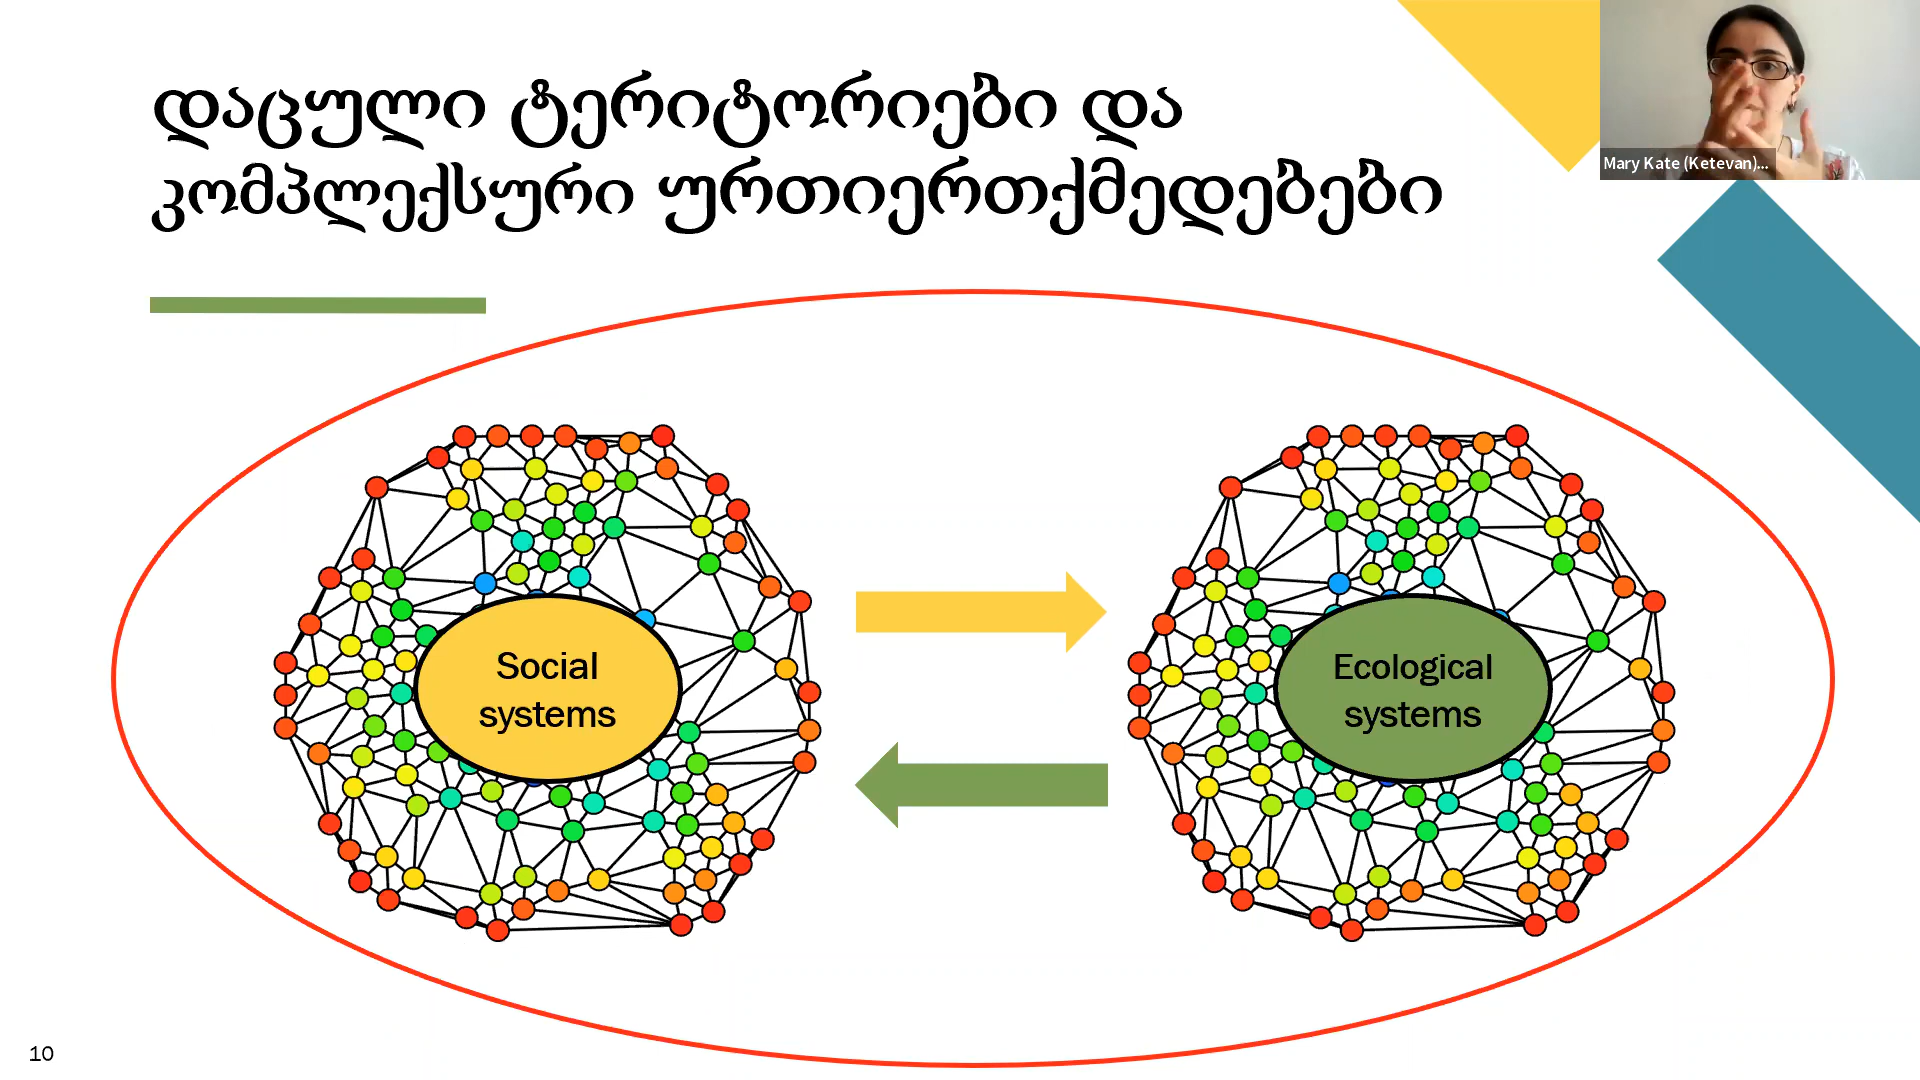 დაცული ტერიტორიები და
კომპლექსური ურთიერთქმედებები
Mary Kate (Ketevan)...
Social
systems
Ecological
systems
10